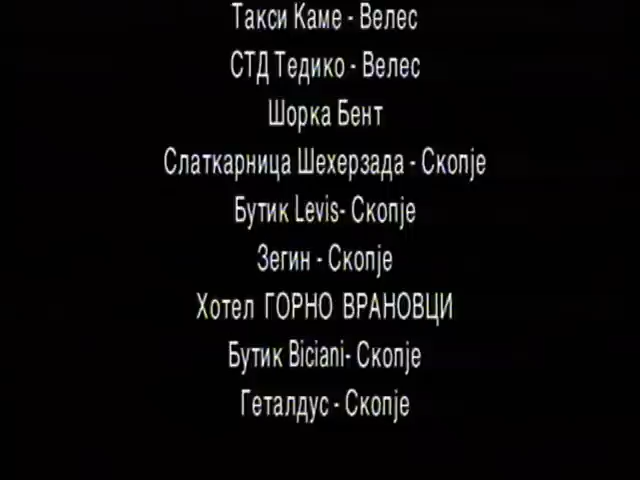 Такси Каме - Велес
СТД Тедико - Велес
Шорка Бент
Слаткарница Шехерзада - Скопје
Бутик Levis- Скопје
Зегин - Скопје
Хотел ГОРНО ВРАНОВЦИ
Бутик Biciani- Скопје
Геталдус - Скопје